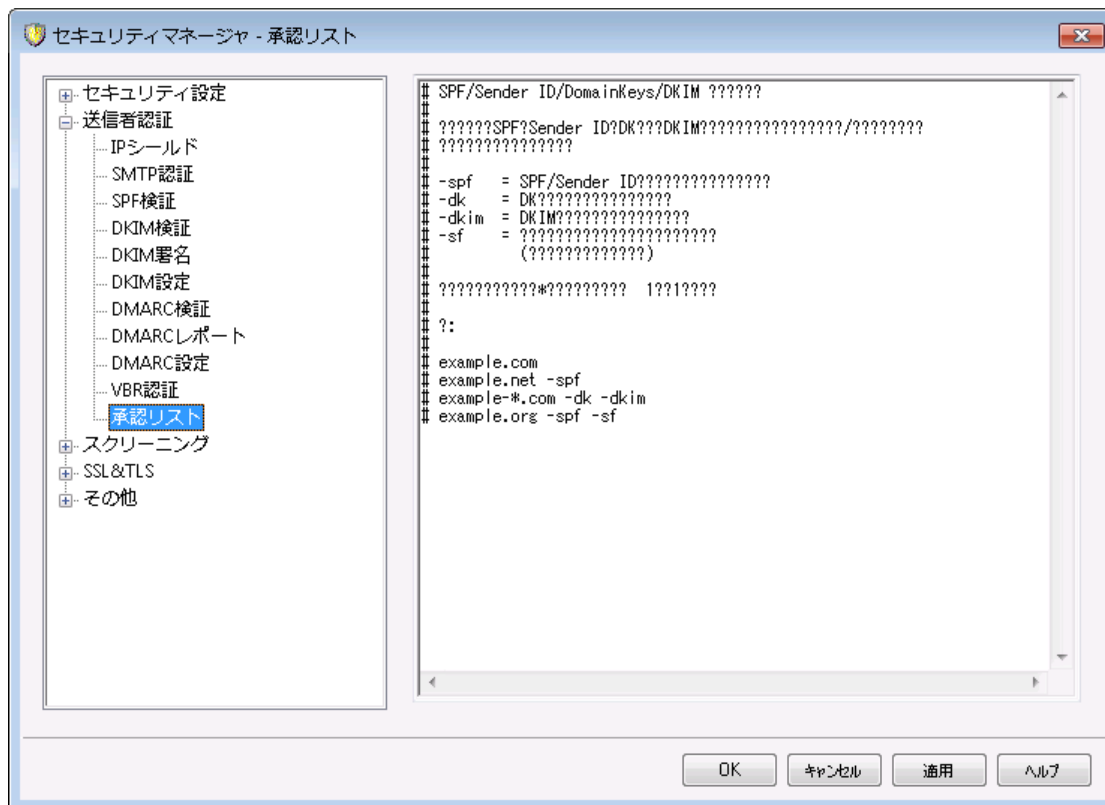 セキュリティマネージャ - 承認リスト
セキュリティ設定
送信者認証
IPシールド
SMTP認証
SPF検証
DKIM検証
DKIM署名
DKIM設定
DMARC検証
DMARCレポート
DMARC設定
VBR認証
承認リスト
スクリーニング
SSL&TLS
その他
# SPF/Sender ID/DomainKeys/DKIM ??????
#
# ??????SPF?Sender ID?DK???DKIM????????????????/????????
# ???????????????
#
# -spf = SPF/Sender ID???????????????
# -dk = DK???????????????
# -dkim = DKIM???????????????
# -sf = ??????????????????????
# (?????????????)
#
# ???????????*????????? 1??1????
#
# ?:
#
# example.com
# example.net -spf
# example-*.com -dk -dkim
# example.org -spf -sf
OK
キャンセル
適用
ヘルプ